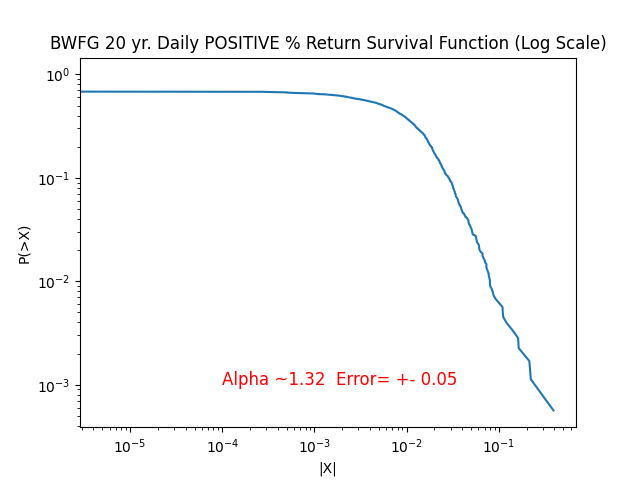 BWFG 20 yr. Daily POSITIVE % Return Survival Function (Log Scale)
P(>X)
10⁰
10⁻¹
10⁻²
10⁻³
Alpha ~1.32  Error= +- 0.05
10⁻⁵
10⁻⁴
10⁻³
10⁻²
10⁻¹
|X|